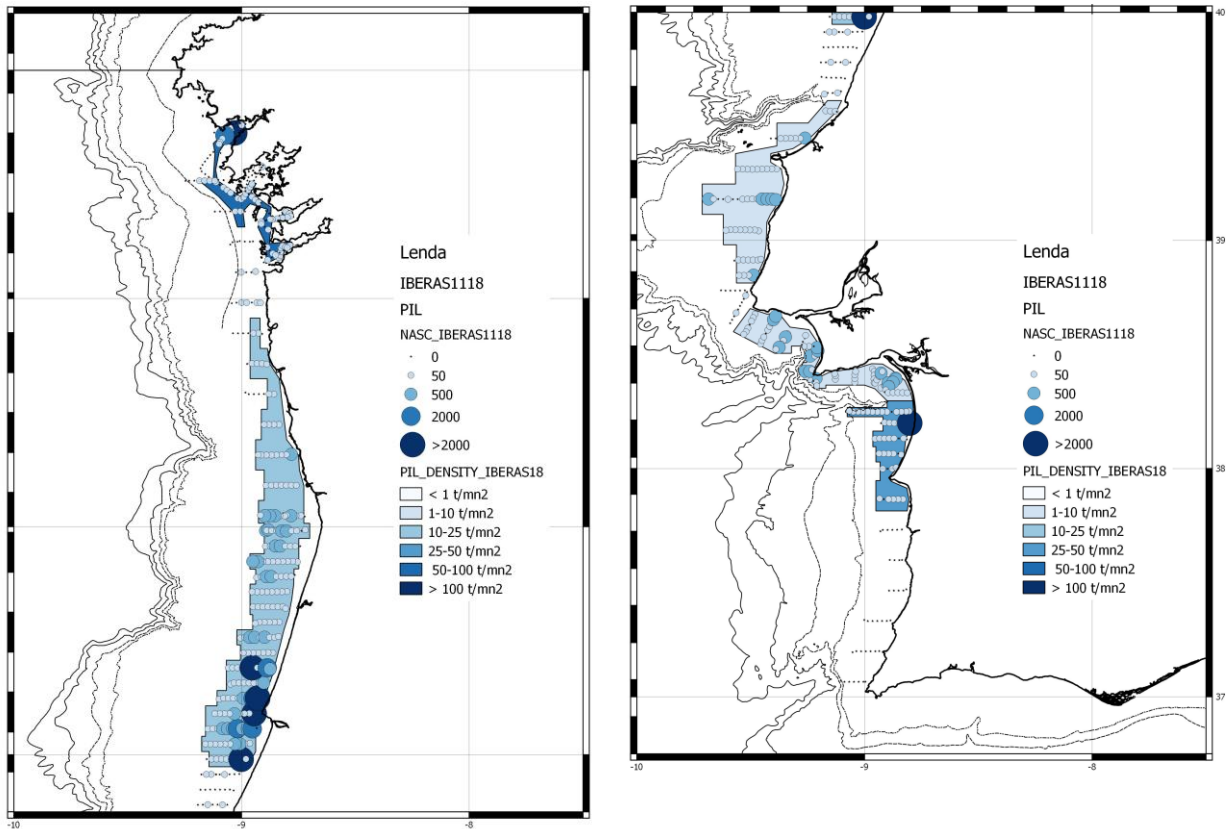 Lenda
IBERAS1118
PIL
NASC_IBERAS1118
0
50
500
2000
>2000
PIL_DENSITY_IBERAS18
< 1 t/mn2
1-10 t/mn2
10-25 t/mn2
25-50 t/mn2
50-100 t/mn2
> 100 t/mn2
-10
-9
-8
40
39
Lenda
IBERAS1118
PIL
NASC_IBERAS1118
0
50
500
2000
>2000
PIL_DENSITY_IBERAS18
< 1 t/mn2
1-10 t/mn2
10-25 t/mn2
25-50 t/mn2
50-100 t/mn2
> 100 t/mn2
38
37
-10
-9
-8